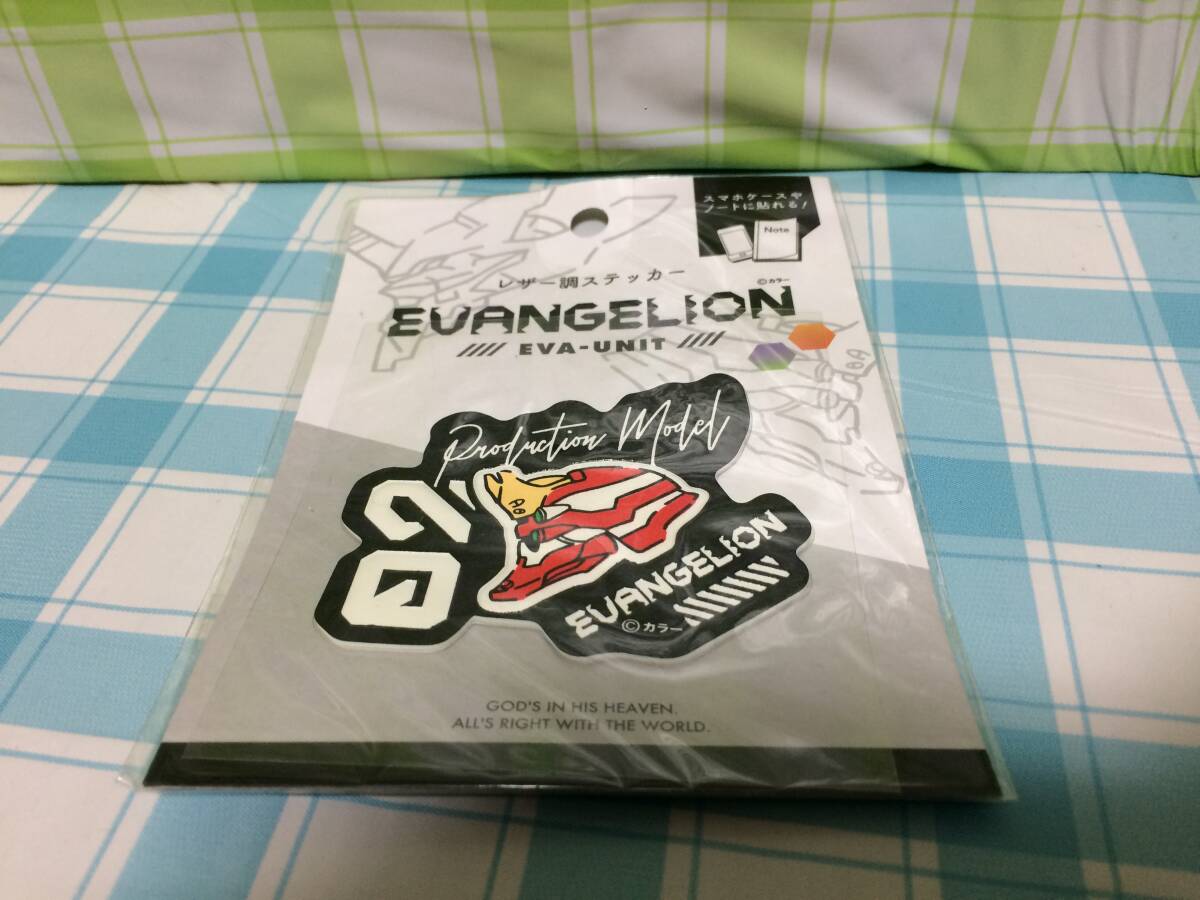 スマホケースや
ノートに貼れる!
Note
レザー調ステッカー
©カラー
EVANGELION
//// EVA-UNIT ////
Production Model
02
EVANGELION
©カラー
GOD'S IN HIS HEAVEN.
ALL'S RIGHT WITH THE WORLD.